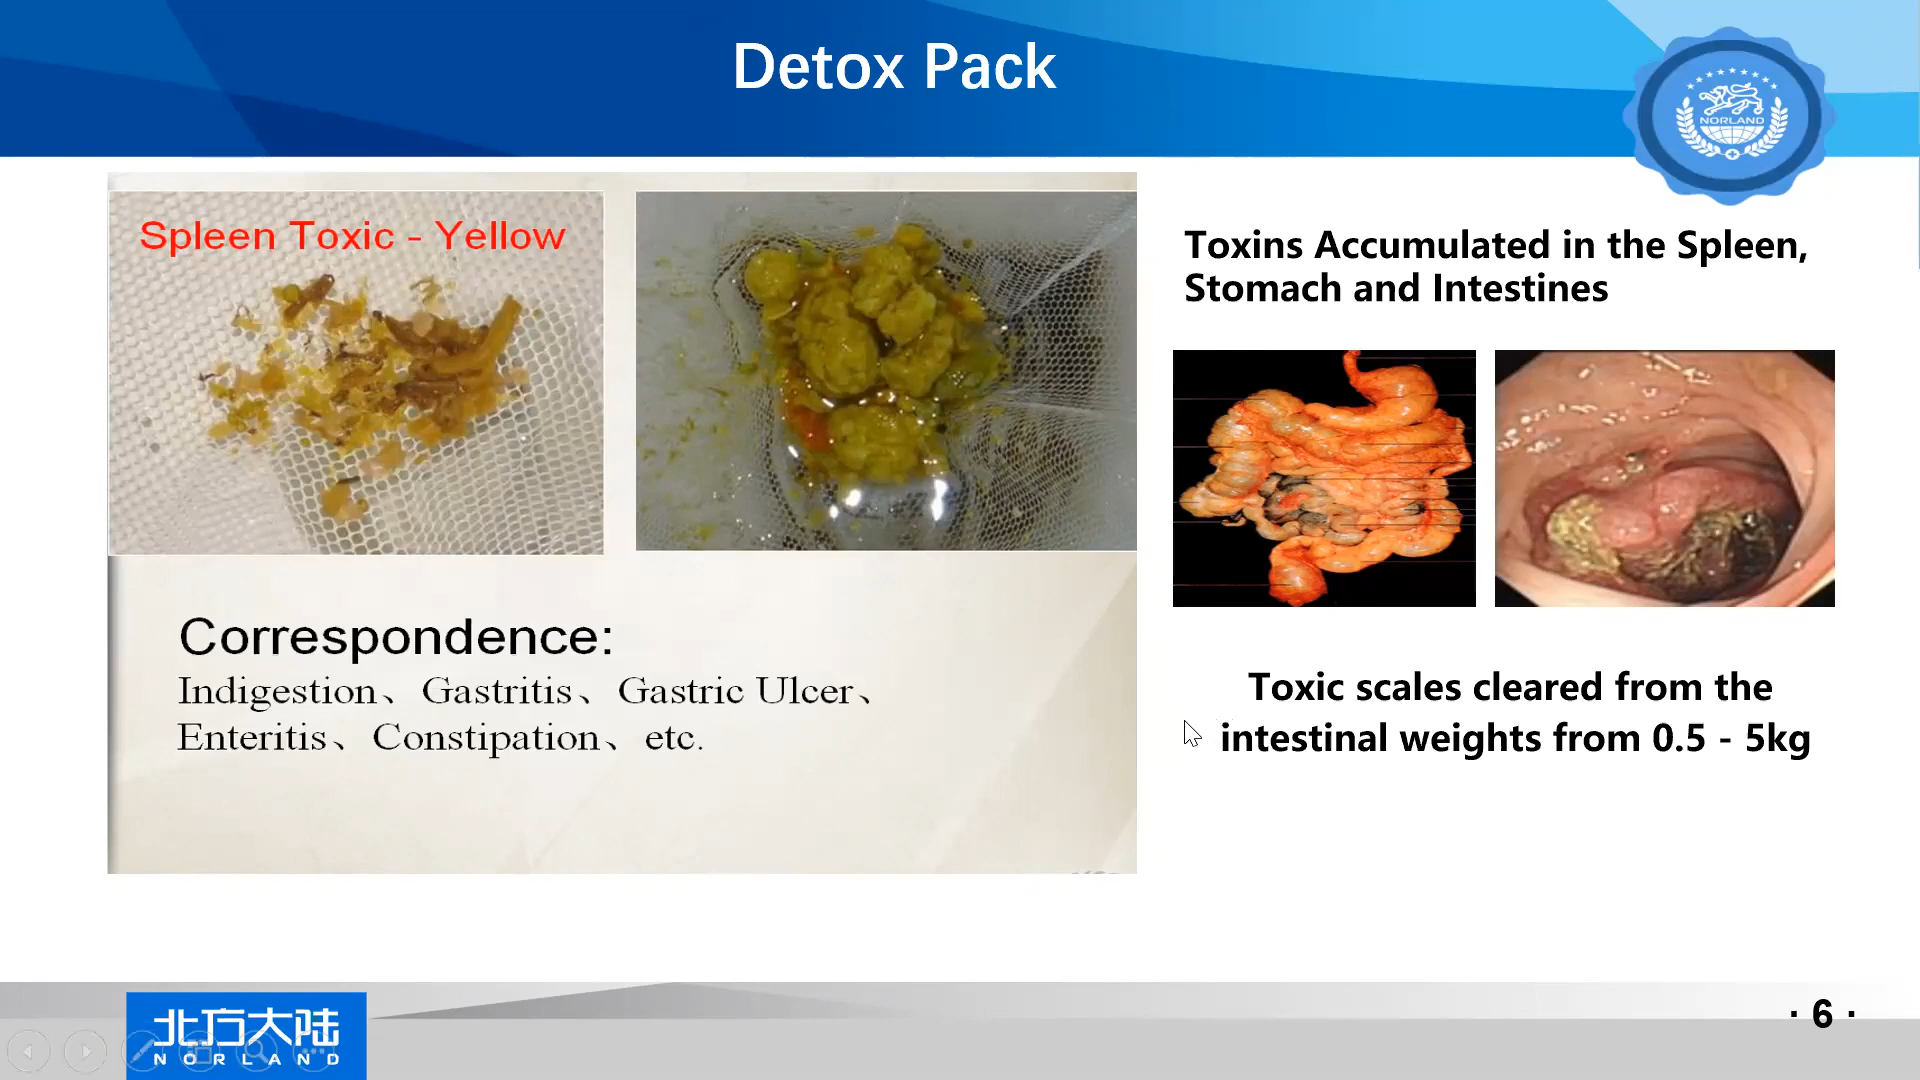 Detox Pack
NORLAND
Spleen Toxic - Yellow
Toxins Accumulated in the Spleen,
Stomach and Intestines
Correspondence:
Indigestion、Gastritis、Gastric Ulcer、
Enteritis、Constipation、etc.
Toxic scales cleared from the
intestinal weights from 0.5 - 5kg
北方大陆
NORLAND
· 6 ·